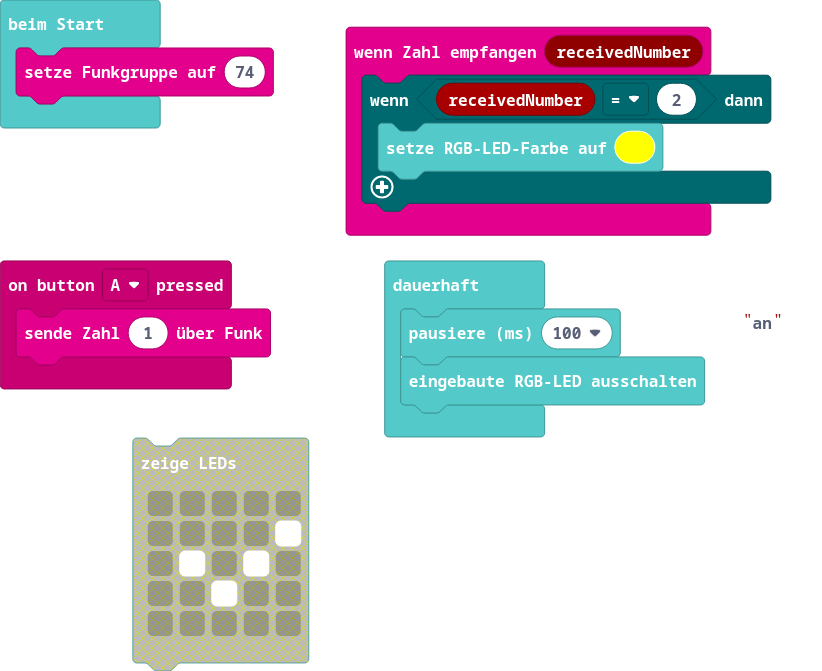 beim Start
setze Funkgruppe auf 74
wenn Zahl empfangen receivedNumber
wenn receivedNumber = 2 dann
setze RGB-LED-Farbe auf
on button A pressed
sende Zahl 1 über Funk
dauerhaft
pausiere (ms) 100
eingebaute RGB-LED ausschalten
"an"
zeige LEDs